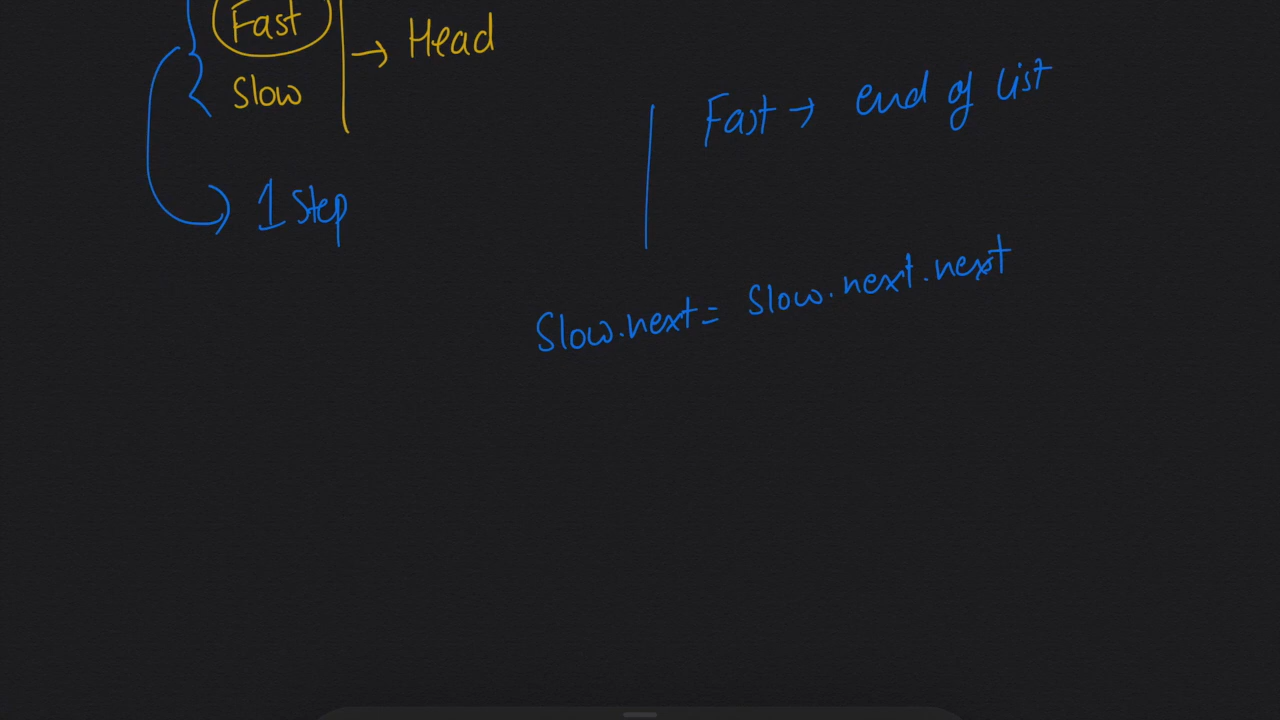 Fast
→ Head
Slow
Fast → end of list
1 Step
Slow.next = Slow.next.next